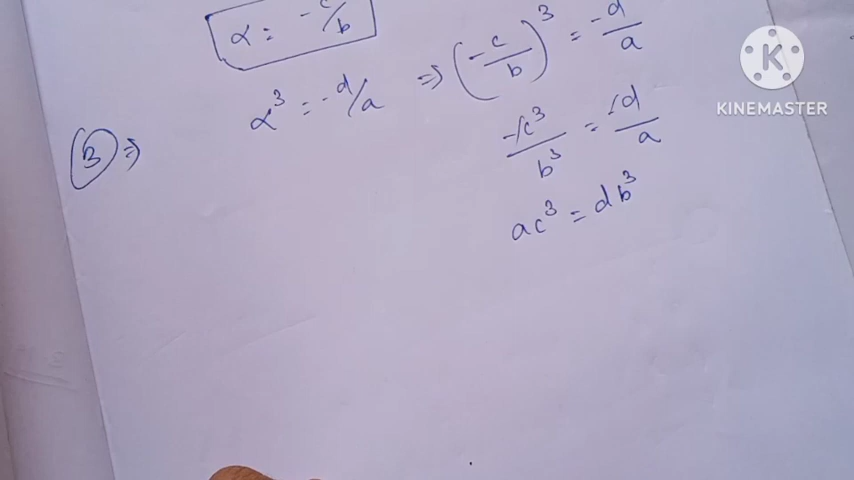 α = -c/b
③ ⇒ α³ = -d/a ⇒ (-c/b)³ = -d/a
-c³/b³ = -d/a
ac³ = db³
K
KINEMASTER